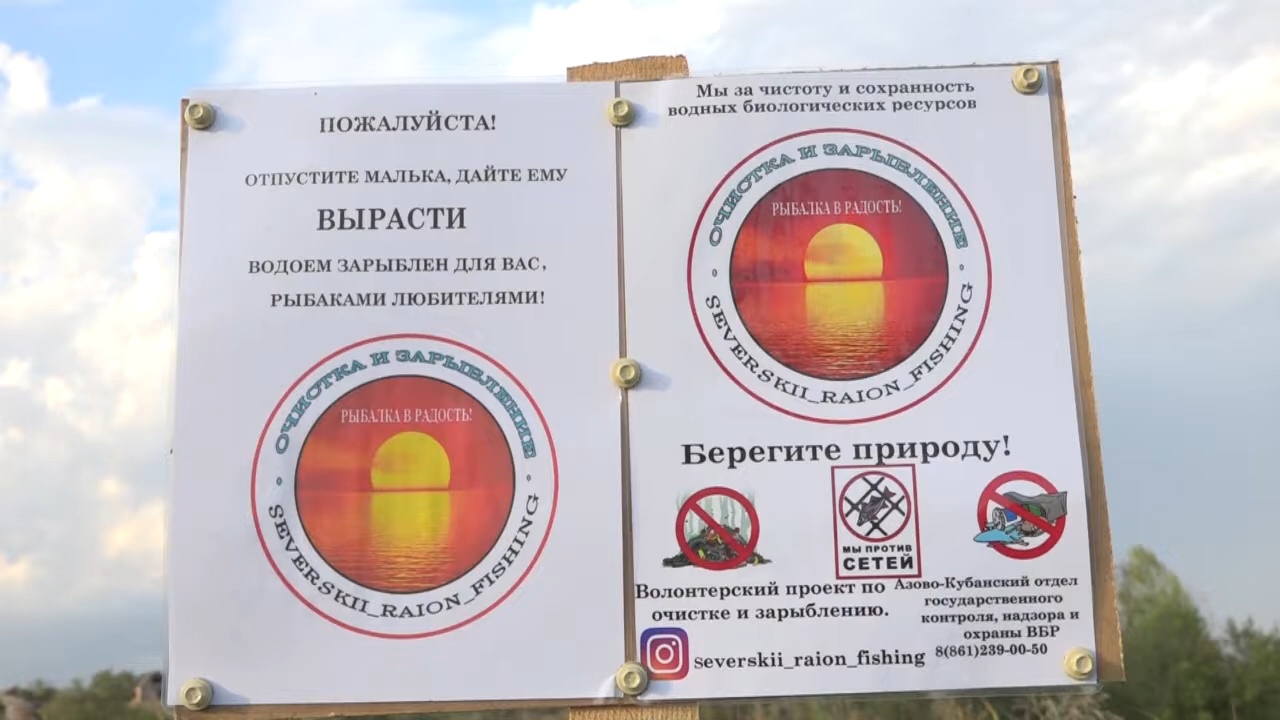 ПОЖАЛУЙСТА!
ОТПУСТИТЕ МАЛЬКА, ДАЙТЕ ЕМУ
ВЫРАСТИ
ВОДОЕМ ЗАРЫБЛЕН ДЛЯ ВАС,
РЫБАКАМИ ЛЮБИТЕЛЯМИ!
ОЧИСТКА И ЗАРЫБЛЕНИЕ
РЫБАЛКА В РАДОСТЬ!
SEVERSKII_RAION_FISHING
Мы за чистоту и сохранность
водных биологических ресурсов
ОЧИСТКА И ЗАРЫБЛЕНИЕ
РЫБАЛКА В РАДОСТЬ!
SEVERSKII_RAION_FISHING
Берегите природу!
МЫ ПРОТИВ
СЕТЕЙ
Волонтерский проект по
очистке и зарыблению.
severskii_raion_fishing
Азово-Кубанский отдел
государственного
контроля, надзора и
охраны ВБР
8(861)239-00-50